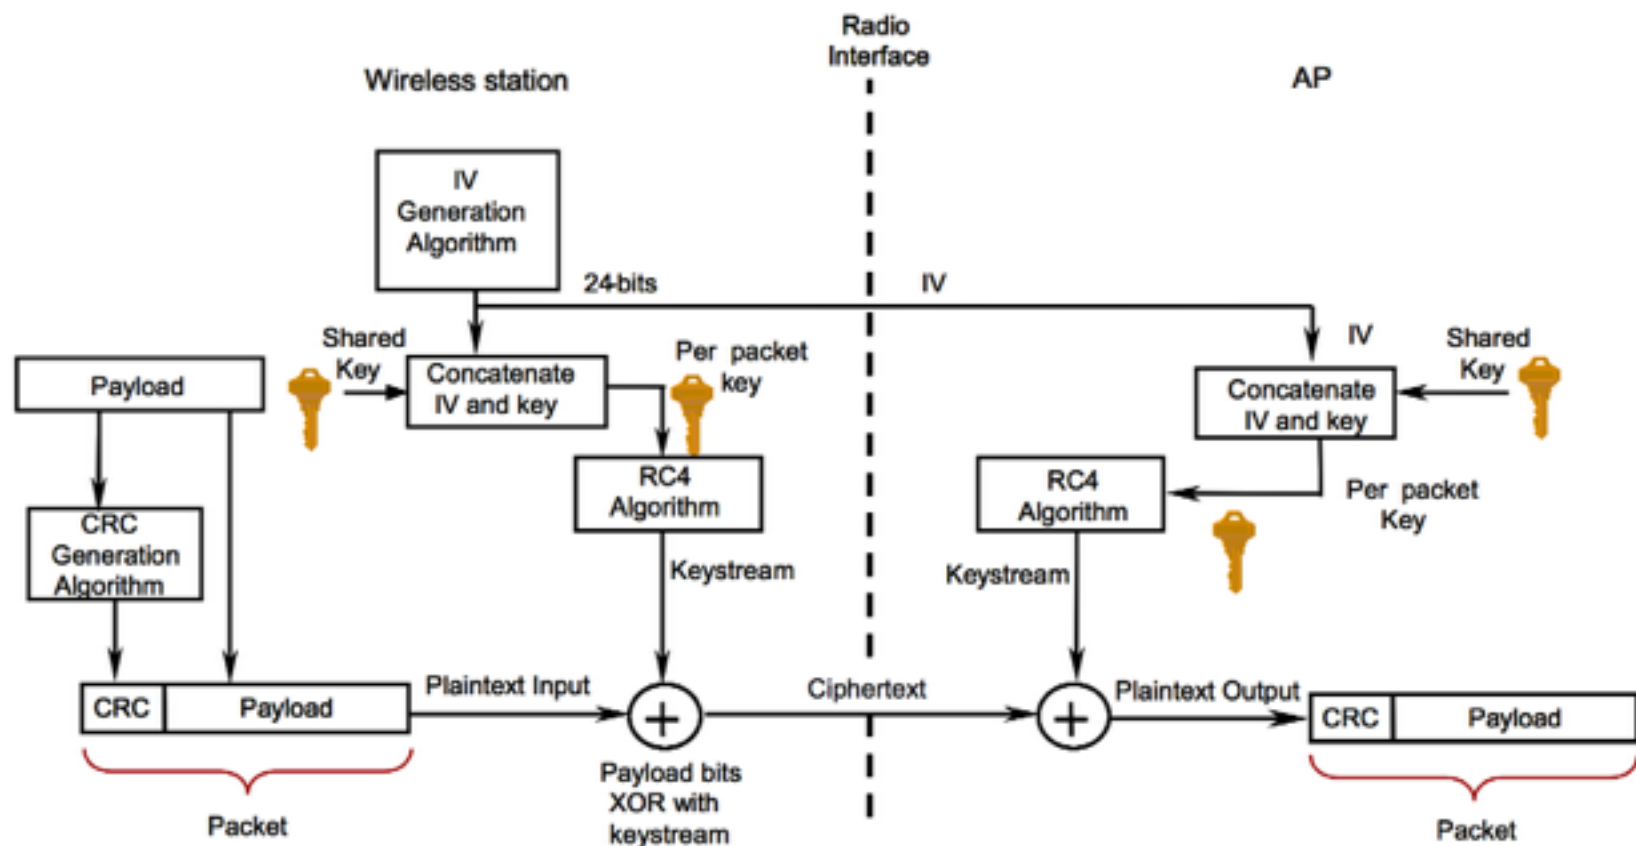 Radio
Interface
Wireless station
AP
IV
Generation
Algorithm
24-bits
IV
Shared
Key
Concatenate
IV and key
Per packet
key
IV
Shared
Key
Payload
Concatenate
IV and key
RC4
Algorithm
RC4
Algorithm
Per packet
Key
CRC
Generation
Algorithm
Keystream
Keystream
CRC
Payload
Plaintext Input
Ciphertext
Plaintext Output
CRC
Payload
Payload bits
XOR with
keystream
Packet
Packet